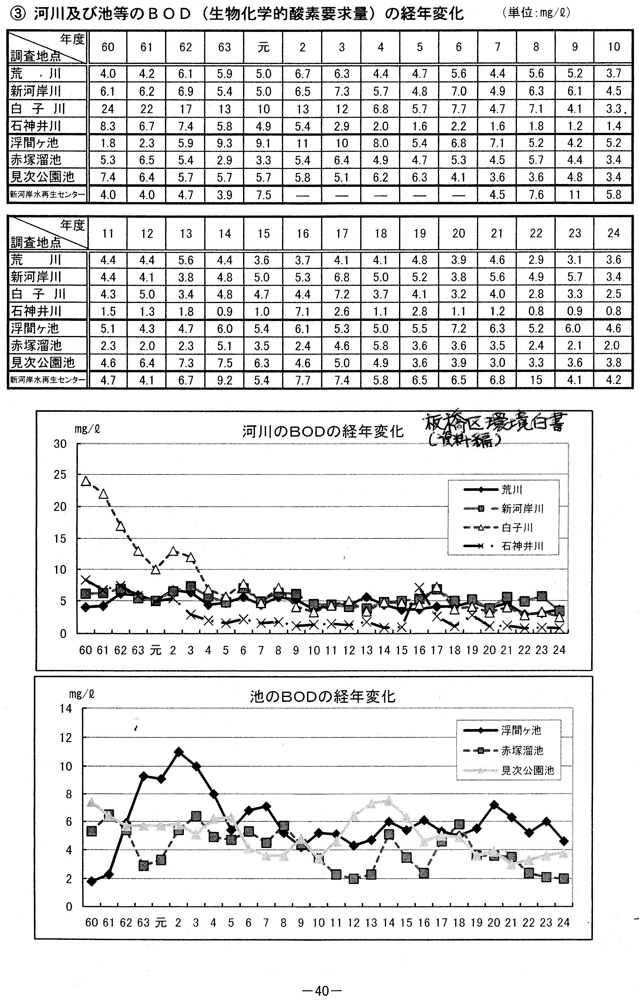 ③ 河川及び池等のＢＯＤ（生物化学的酸素要求量）の経年変化 （単位:mg/ℓ）
年度 60 61 62 63 元 2 3 4 5 6 7 8 9 10
調査地点
荒 川 4.0 4.2 6.1 5.9 5.0 6.7 6.3 4.4 4.7 5.6 4.4 5.6 5.2 3.7
新河岸川 6.1 6.2 6.9 5.4 5.0 6.5 7.3 5.7 4.8 7.0 4.9 6.3 6.1 4.5
白 子 川 24 22 17 13 10 13 12 6.8 5.7 7.7 4.7 7.1 4.1 3.3
石神井川 8.3 6.7 7.4 5.8 4.9 5.4 2.9 2.0 1.6 2.2 1.6 1.8 1.2 1.4
浮間ヶ池 1.8 2.3 5.9 9.3 9.1 11 10 8.0 5.4 6.8 7.1 5.2 4.2 5.2
赤塚溜池 5.3 6.5 5.4 2.9 3.3 5.4 6.4 4.9 4.7 5.3 4.5 5.7 4.4 3.4
見次公園池 7.4 6.4 5.7 5.7 5.7 5.8 5.1 6.2 6.3 4.1 3.6 3.6 4.8 3.4
新河岸水再生センター 4.0 4.0 4.7 3.9 7.5 — — — — — 4.5 7.6 11 5.8
年度 11 12 13 14 15 16 17 18 19 20 21 22 23 24
調査地点
荒 川 4.4 4.4 5.6 4.4 3.6 3.7 4.1 4.1 4.8 3.9 4.6 2.9 3.1 3.6
新河岸川 4.4 4.1 3.8 4.8 5.0 5.3 6.8 5.0 5.2 3.8 5.6 4.9 5.7 3.4
白 子 川 4.3 5.0 3.4 4.8 4.7 4.4 7.2 3.7 4.1 3.2 4.0 2.8 3.3 2.5
石神井川 1.5 1.3 1.8 0.9 1.0 7.1 2.6 1.1 2.8 1.1 1.2 0.8 0.9 0.8
浮間ヶ池 5.1 4.3 4.7 6.0 5.4 6.1 5.3 5.0 5.5 7.2 6.3 5.2 6.0 4.6
赤塚溜池 2.3 2.0 2.3 5.1 3.5 2.4 4.6 5.8 3.6 3.6 3.5 2.4 2.1 2.0
見次公園池 4.6 6.4 7.3 7.5 6.3 4.6 5.0 4.9 3.6 3.9 3.0 3.3 3.6 3.8
新河岸水再生センター 4.7 4.1 6.7 9.2 5.4 7.7 7.4 5.8 6.5 6.5 6.8 15 4.1 4.2
板橋区環境白書
（資料編）
mg/ℓ 河川のＢＯＤの経年変化
30
25
20
15
10
5
0
荒川
新河岸川
白子川
石神井川
60 61 62 63 元 2 3 4 5 6 7 8 9 10 11 12 13 14 15 16 17 18 19 20 21 22 23 24
mg/ℓ 池のＢＯＤの経年変化
14
12
10
8
6
4
2
0
浮間ヶ池
赤塚溜池
見次公園池
60 61 62 63 元 2 3 4 5 6 7 8 9 10 11 12 13 14 15 16 17 18 19 20 21 22 23 24
－40－